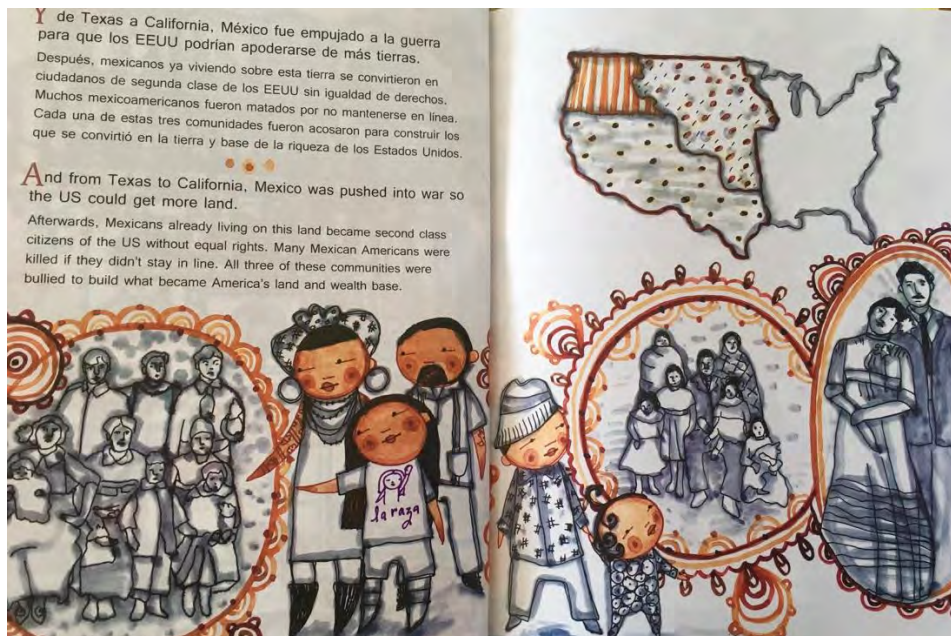 Y de Texas a California, México fue empujado a la guerra
para que los EEUU podrían apoderarse de más tierras.
Después, mexicanos ya viviendo sobre esta tierra se convirtieron en
ciudadanos de segunda clase de los EEUU sin igualdad de derechos.
Muchos mexicoamericanos fueron matados por no mantenerse en línea.
Cada una de estas tres comunidades fueron acosaron para construir los
que se convirtió en la tierra y base de la riqueza de los Estados Unidos.
And from Texas to California, Mexico was pushed into war so
the US could get more land.
Afterwards, Mexicans already living on this land became second class
citizens of the US without equal rights. Many Mexican Americans were
killed if they didn't stay in line. All three of these communities were
bullied to build what became America's land and wealth base.
la raza